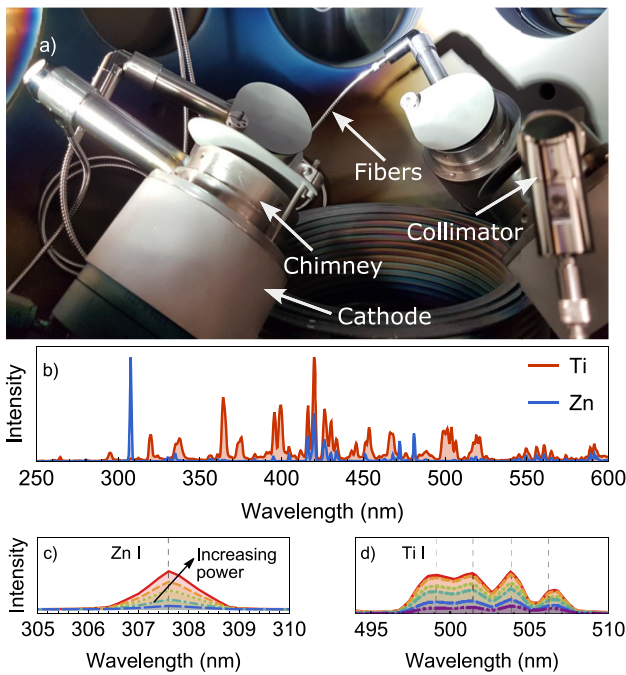 a)
Fibers
Collimator
Chimney
Cathode
b)
Intensity
Ti
Zn
250 300 350 400 450 500 550 600
Wavelength (nm)
c)
Zn I
Increasing
power
Intensity
305 306 307 308 309 310
Wavelength (nm)
d)
Ti I
495 500 505 510
Wavelength (nm)